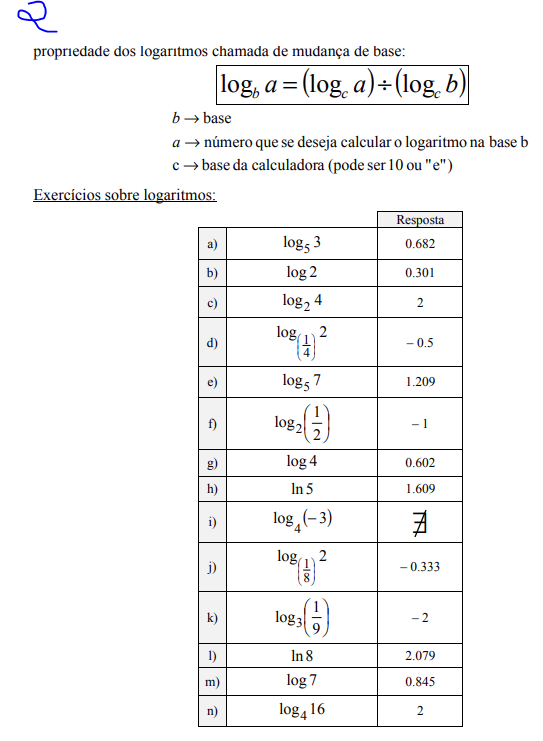 propriedade dos logaritmos chamada de mudança de base:
log_b a = (log_c a) ÷ (log_c b)
b → base
a → número que se deseja calcular o logaritmo na base b
c → base da calculadora (pode ser 10 ou "e")
Exercícios sobre logaritmos:
Resposta
a) log_5 3 0.682
b) log 2 0.301
c) log_2 4 2
d) log_(1/4) 2 – 0.5
e) log_5 7 1.209
f) log_2 (1/2) – 1
g) log 4 0.602
h) ln 5 1.609
i) log_4 (– 3) ∄
j) log_(1/8) 2 – 0.333
k) log_3 (1/9) – 2
l) ln 8 2.079
m) log 7 0.845
n) log_4 16 2